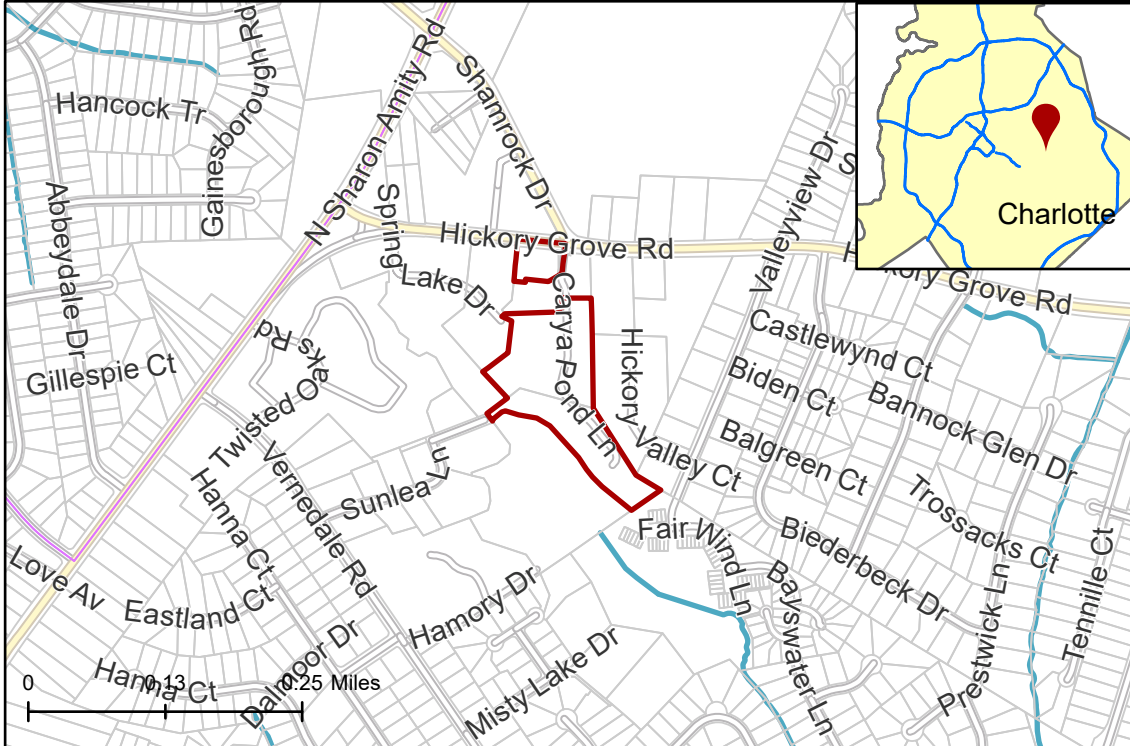 Hancock Tr
Gainesborough Rd
N Sharon Amity Rd
Shamrock Dr
Abbeydale Dr
Spring
Lake Dr
Hickory Grove Rd
Valleyview Dr
S
Charlotte
Hickory Grove Rd
Gillespie Ct
Twisted Oaks Rd
Carya Pond Ln
Hickory Valley Ct
Castlewynd Ct
Biden Ct
Bannock Glen Dr
Balgreen Ct
Vernedale Rd
Sunlea Ln
Hanna Ct
H
Trossacks Ct
Fair Wind Ln
Biederbeck Dr
Love Av
Eastland Ct
Hamory Dr
Bayswater Ln
Prestwick Ln
Tennille Ct
Dalmoor Dr
Hanna Ct
Misty Lake Dr
0 0.13 0.25 Miles